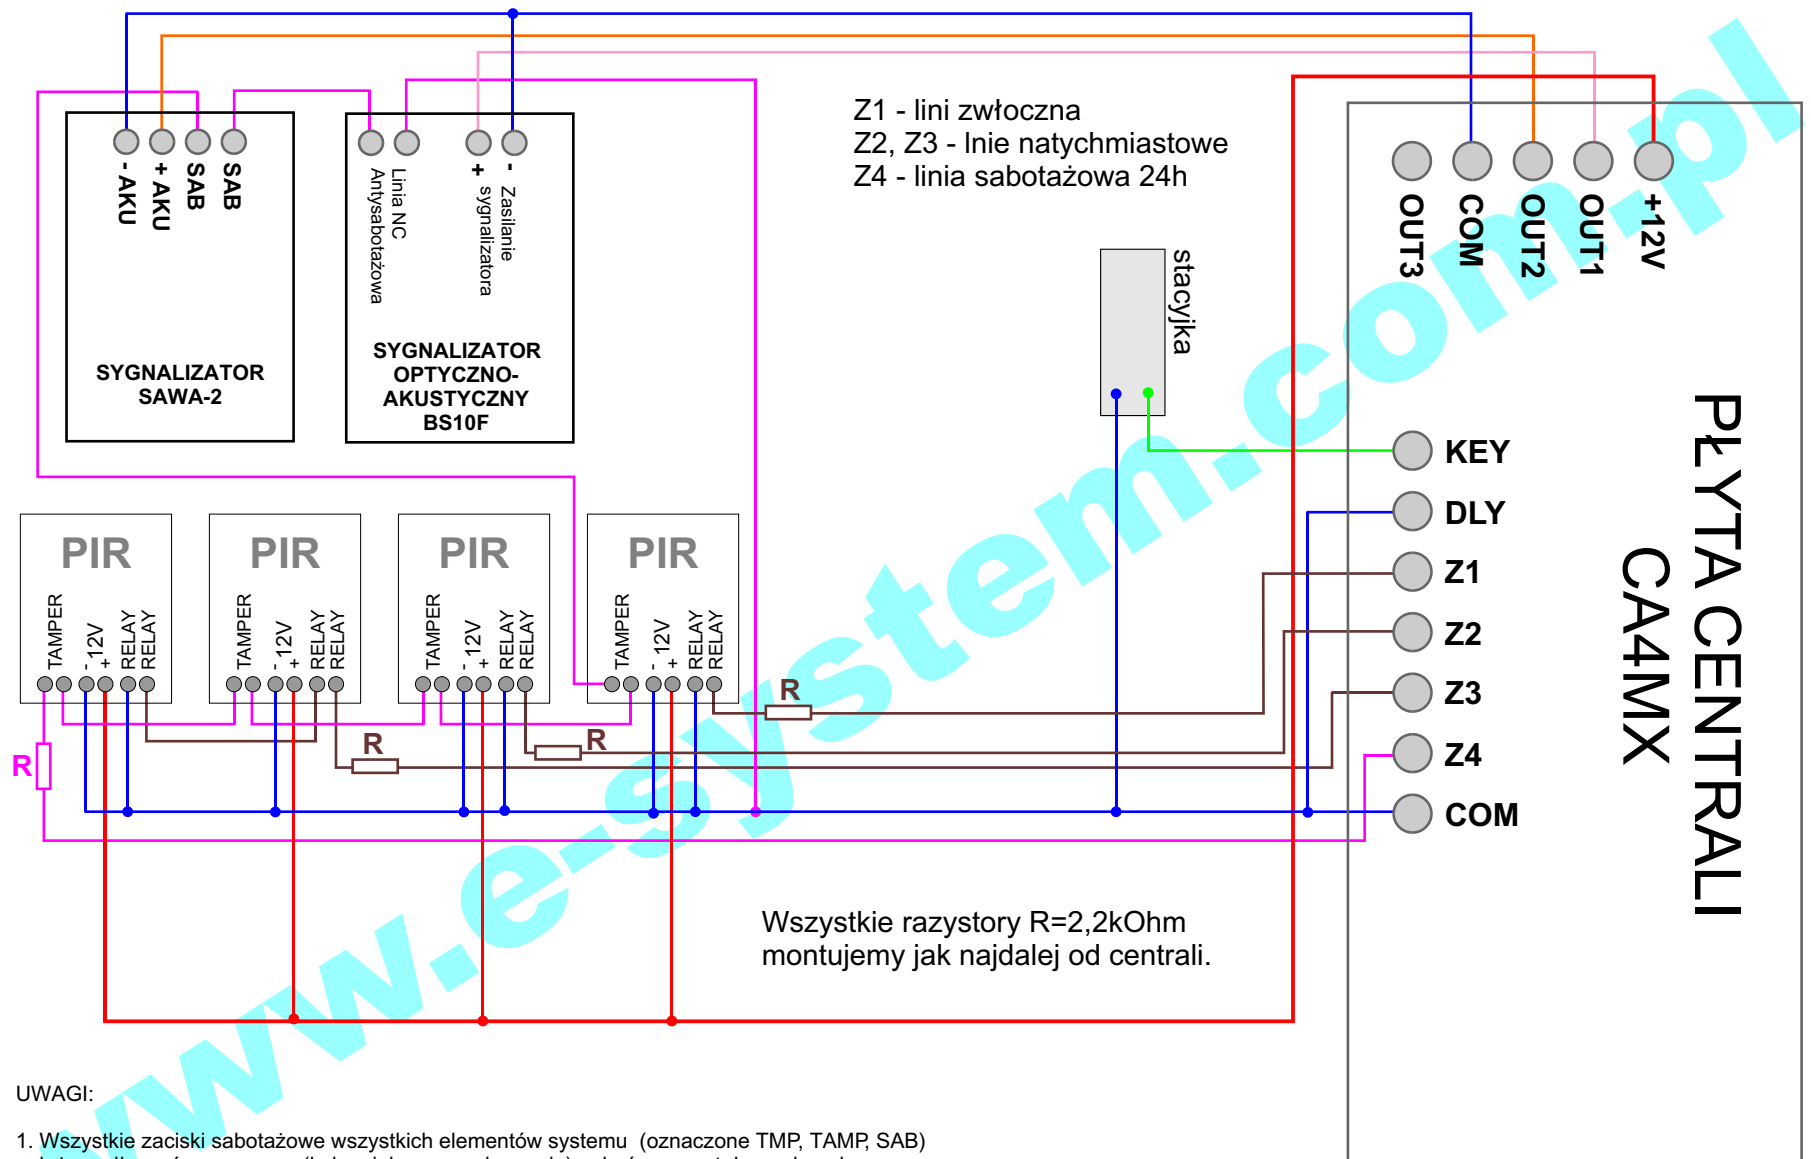 Z1 - lini zwłoczna
Z2, Z3 - lnie natychmiastowe
Z4 - linia sabotażowa 24h
- AKU
+ AKU
SAB
SAB
SYGNALIZATOR
SAWA-2
Linia NC
Antysabotażowa
+ -
Zasilanie
sygnalizatora
SYGNALIZATOR
OPTYCZNO-
AKUSTYCZNY
BS10F
stacyjka
OUT3
COM
OUT2
OUT1
+12V
KEY
DLY
Z1
Z2
Z3
Z4
COM
PŁYTA CENTRALI
CA4MX
PIR
TAMPER
- 12V +
RELAY
RELAY
PIR
TAMPER
- 12V +
RELAY
RELAY
PIR
TAMPER
- 12V +
RELAY
RELAY
PIR
TAMPER
- 12V +
RELAY
RELAY
R
R
R
R
Wszystkie razystory R=2,2kOhm
montujemy jak najdalej od centrali.
www.e-system.com.pl
UWAGI:
1. Wszystkie zaciski sabotażowe wszystkich elementów systemu (oznaczone TMP, TAMP, SAB)